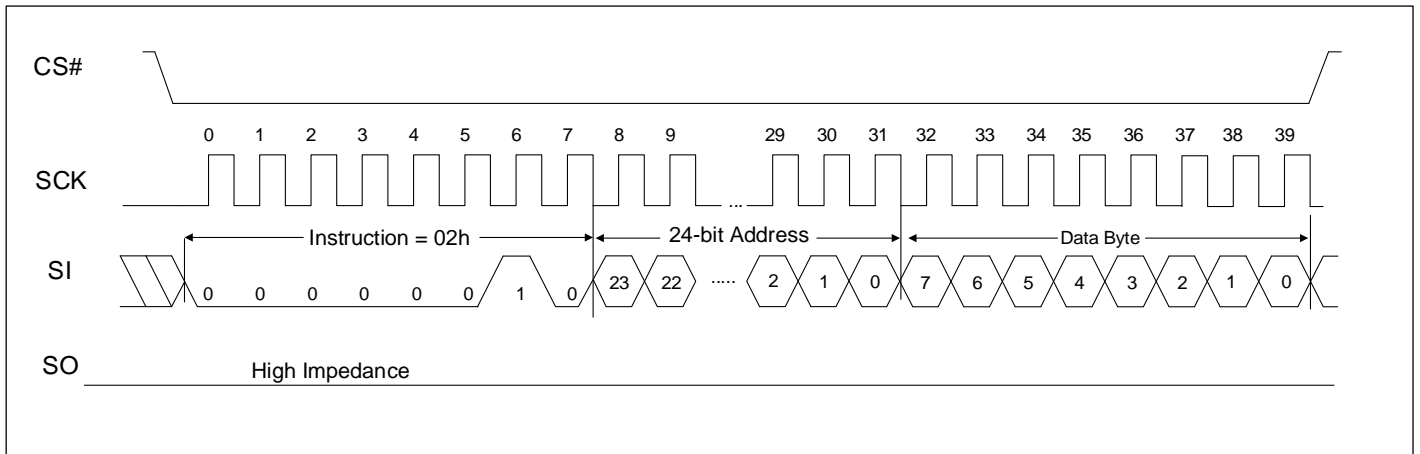 CS#
0 1 2 3 4 5 6 7 8 9 29 30 31 32 33 34 35 36 37 38 39
SCK ...
Instruction = 02h 24-bit Address Data Byte
SI 0 0 0 0 0 0 1 0 23 22 ..... 2 1 0 7 6 5 4 3 2 1 0
SO High Impedance